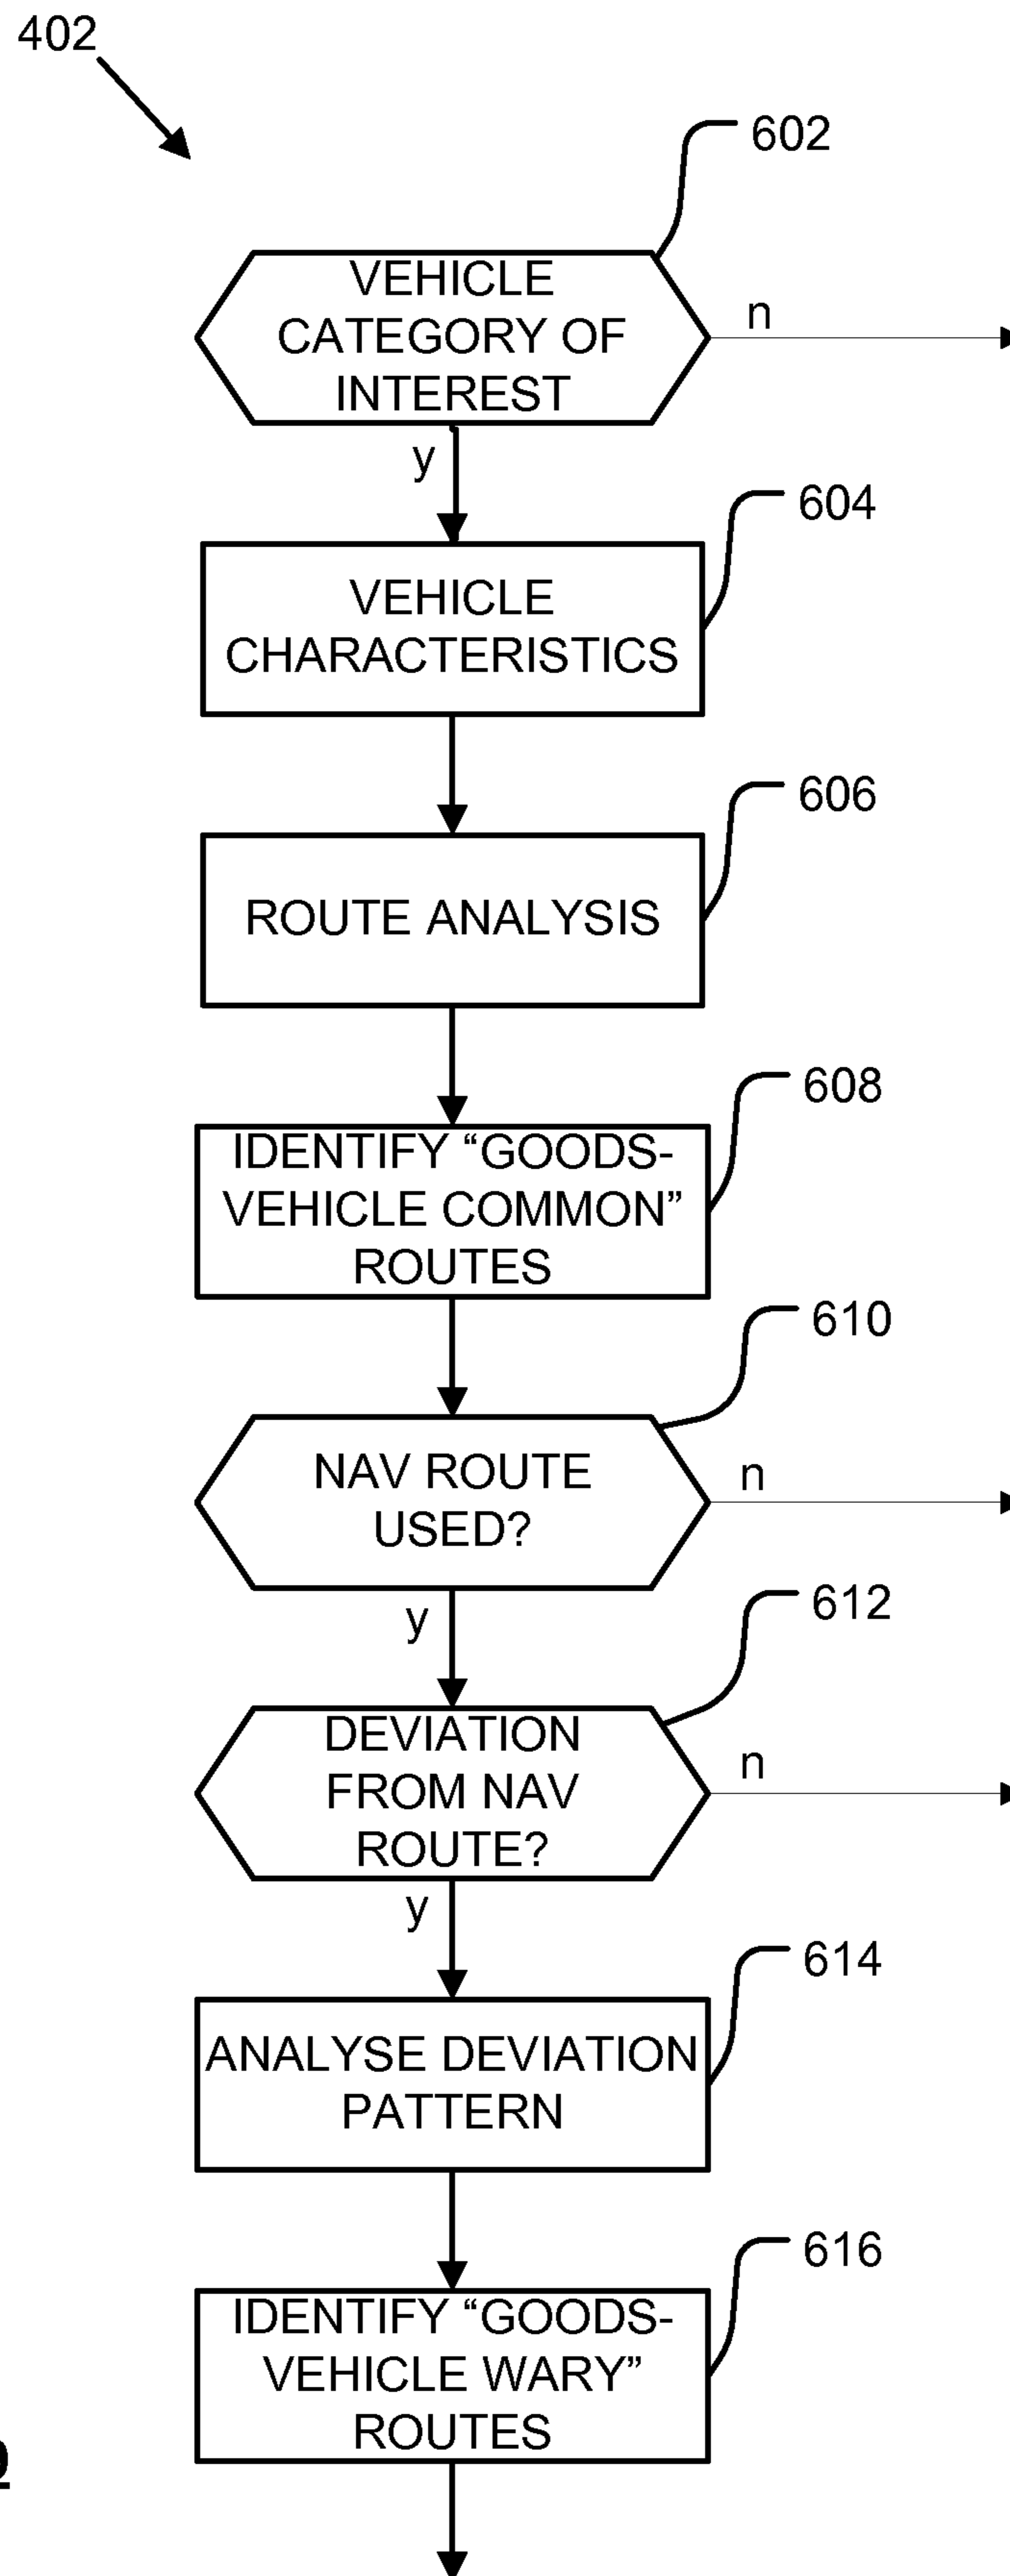 402
602
VEHICLE
CATEGORY OF
INTEREST
n
y
604
VEHICLE
CHARACTERISTICS
606
ROUTE ANALYSIS
608
IDENTIFY “GOODS-
VEHICLE COMMON”
ROUTES
610
NAV ROUTE
USED?
n
y
612
DEVIATION
FROM NAV
ROUTE?
n
y
614
ANALYSE DEVIATION
PATTERN
616
IDENTIFY “GOODS-
VEHICLE WARY”
ROUTES